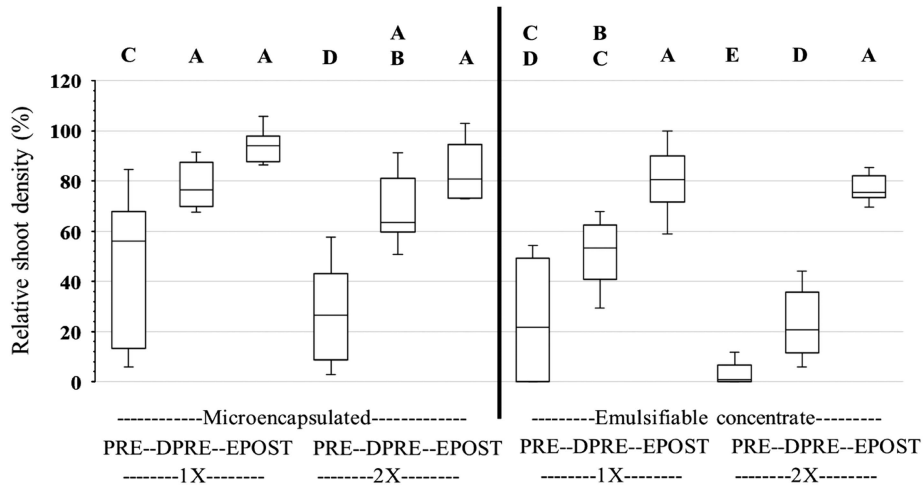 C B
A
C A A D B A D C A E D A
120
100
80
60
40
20
0
Relative shoot density (%)
-------------Microencapsulated-------------- ---------Emulsifiable concentrate---------
PRE--DPRE--EPOST PRE--DPRE--EPOST PRE--DPRE--EPOST PRE--DPRE--EPOST
--------1X-------- --------2X-------- --------1X-------- --------2X--------